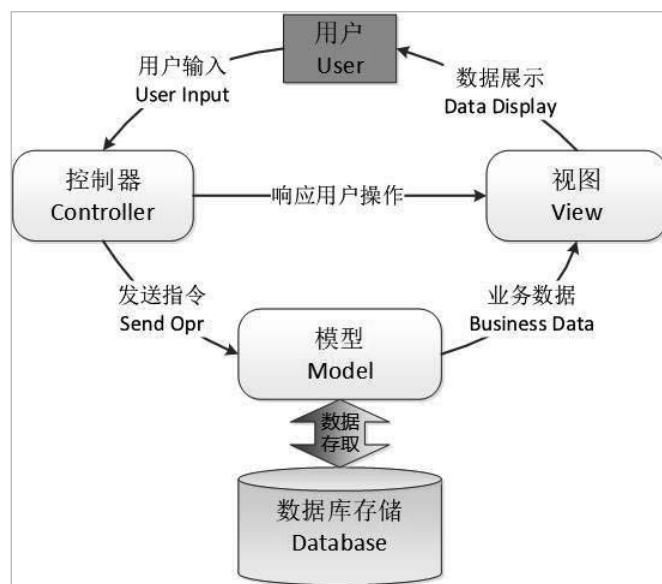 用户
User
用户输入
User Input
数据展示
Data Display
控制器
Controller
响应用户操作
视图
View
发送指令
Send Opr
业务数据
Business Data
模型
Model
数据
存取
数据库存储
Database